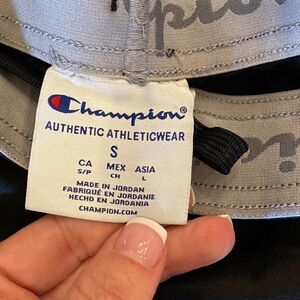 Champion®
AUTHENTIC ATHLETICWEAR
S
CA MEX ASIA
S/P CH L
MADE IN JORDAN
FABRIQUÉ EN JORDANIE
HECHO EN JORDANIA
CHAMPION.COM